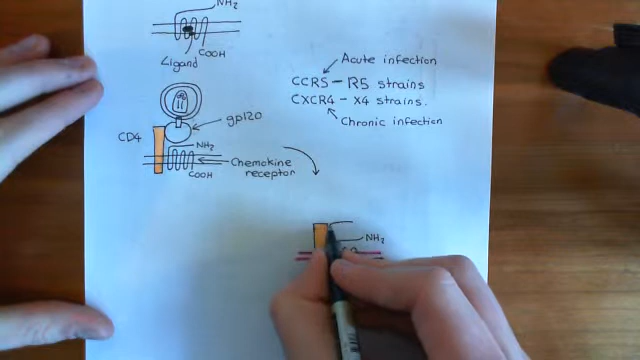 NH2
COOH
Ligand
Acute infection
CCR5 - R5 strains
CXCR4 - X4 strains.
Chronic infection
gp120
CD4
NH2
Chemokine
receptor
COOH
NH2